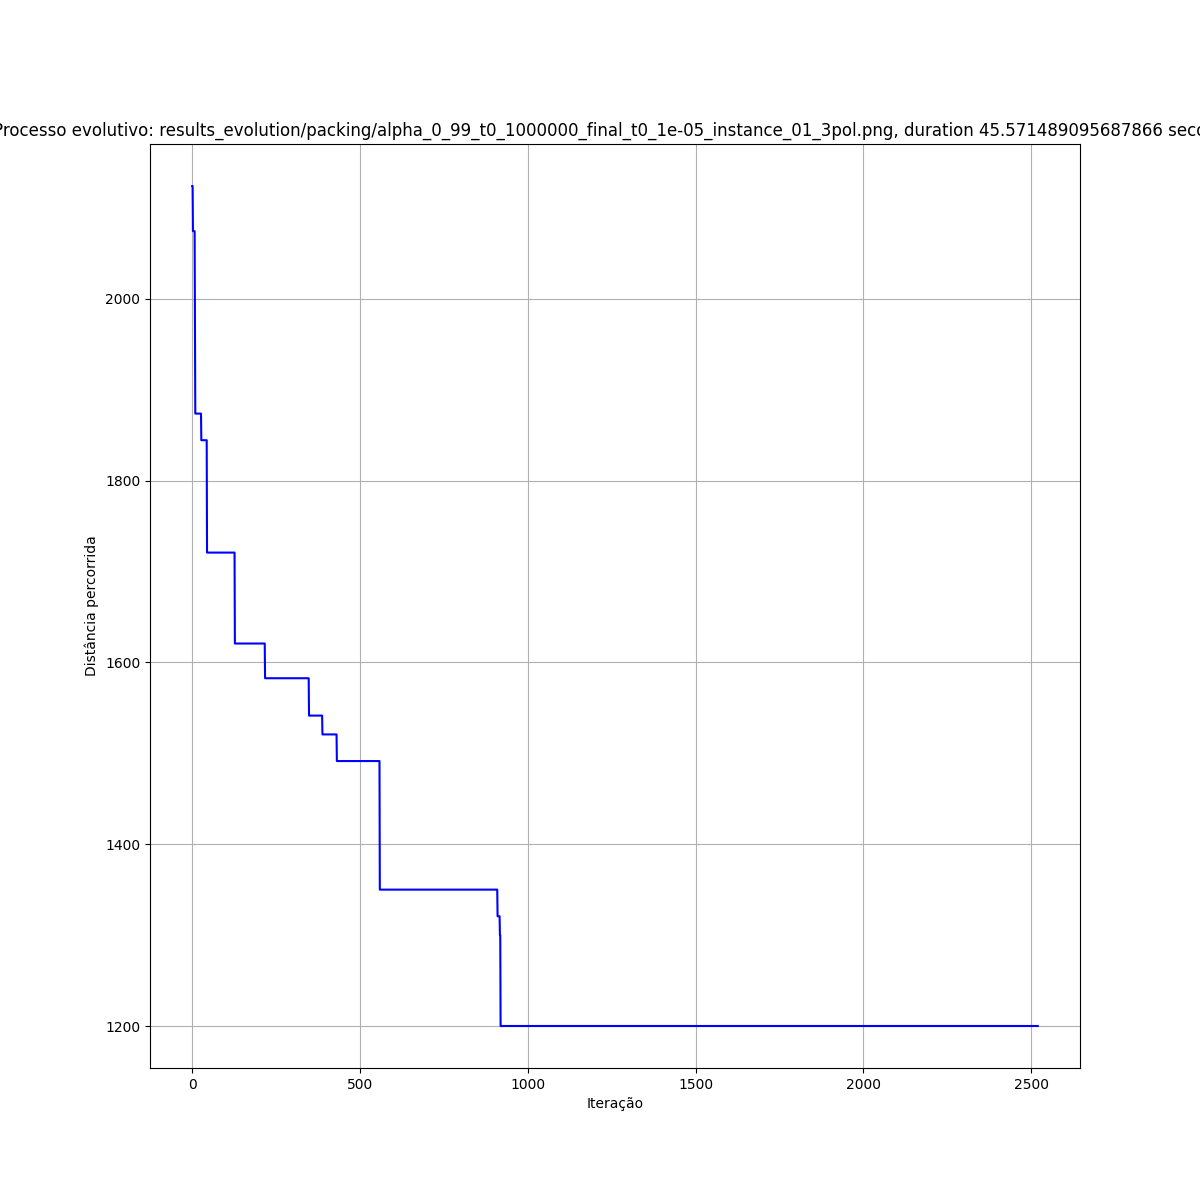 Processo evolutivo: results_evolution/packing/alpha_0_99_t0_1000000_final_t0_1e-05_instance_01_3pol.png, duration 45.571489095687866
Distância percorrida
2000
1800
1600
1400
1200
0 500 1000 1500 2000 2500
Iteração